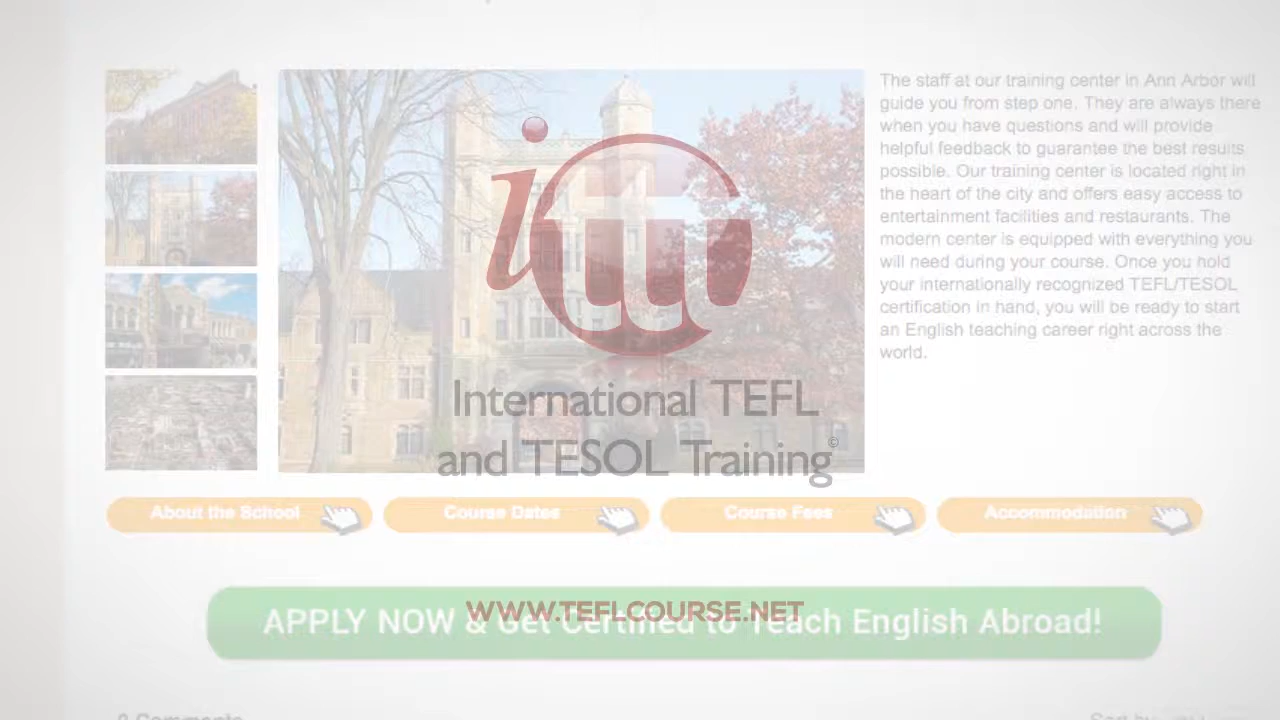 The staff at our training center in Ann Arbor will
guide you from step one. They are always there
when you have questions and will provide
helpful feedback to guarantee the best results
possible. Our training center is located right in
the heart of the city and offers easy access to
entertainment facilities and restaurants. The
modern center is equipped with everything you
will need during your course. Once you hold
your internationally recognized TEFL/TESOL
certification in hand, you will be ready to start
an English teaching career right across the
world.
ittt
International TEFL
and TESOL Training©
About the School
Course Dates
Course Fees
Accommodation
APPLY NOW & Get Certified to Teach English Abroad!
WWW.TEFLCOURSE.NET
0 Comments
Sort by